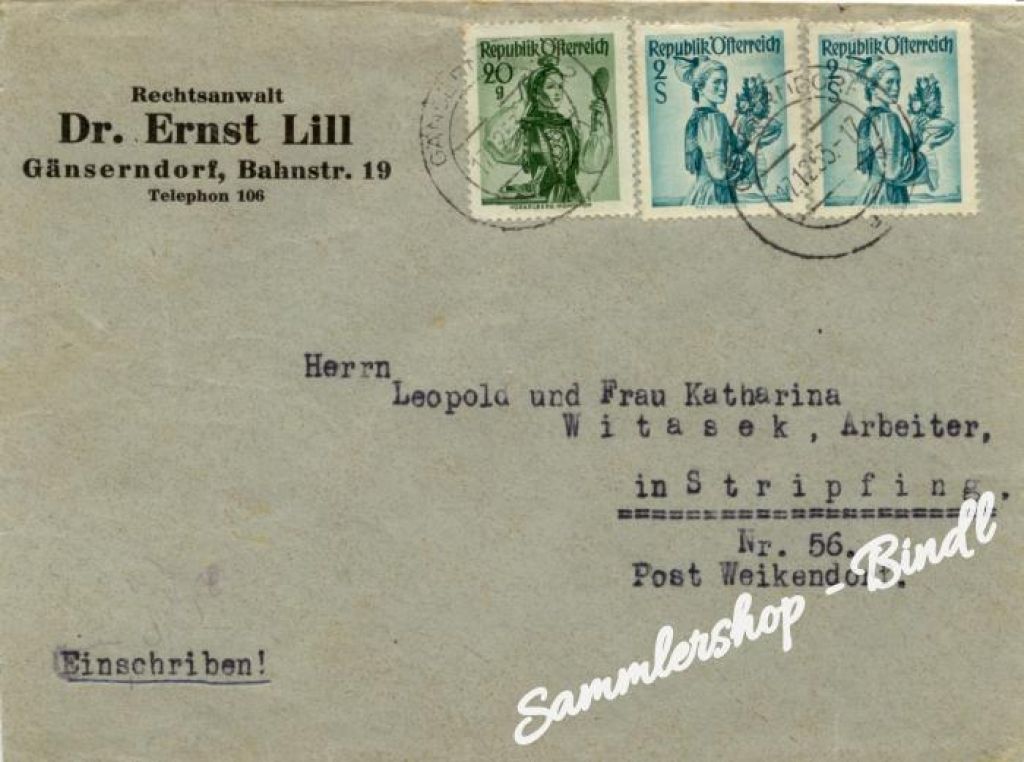 Rechtsanwalt
Dr. Ernst Lill
Gänserndorf, Bahnstr. 19
Telephon 106
Republik Österreich
20
g
Republik Österreich
2
S
Republik Österreich
2
S
Herrn
Leopold und Frau Katharina
W i t a s e k , Arbeiter,
in S t r i p f i n g ,
Nr. 56.
Post Weikendorf.
Einschriben!
Sammlershop - Bindl